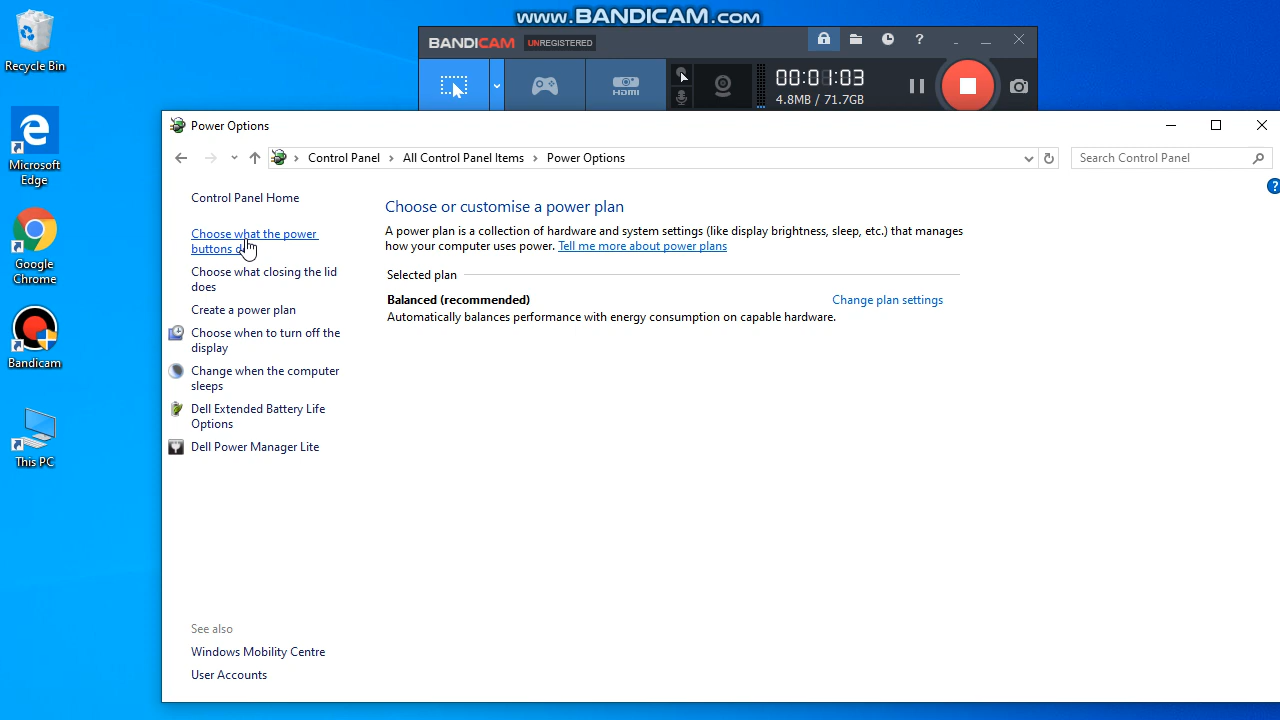 www.BANDICAM.com
Recycle Bin
Microsoft
Edge
Google
Chrome
Bandicam
This PC
BANDICAM UNREGISTERED
?
HDMI
00:01:03
4.8MB / 71.7GB
Power Options
Control Panel > All Control Panel Items > Power Options
Search Control Panel
?
Control Panel Home
Choose what the power
buttons
Choose what closing the lid
does
Create a power plan
Choose when to turn off the
display
Change when the computer
sleeps
Dell Extended Battery Life
Options
Dell Power Manager Lite
See also
Windows Mobility Centre
User Accounts
Choose or customise a power plan
A power plan is a collection of hardware and system settings (like display brightness, sleep, etc.) that manages
how your computer uses power. Tell me more about power plans
Selected plan
Balanced (recommended)
Change plan settings
Automatically balances performance with energy consumption on capable hardware.